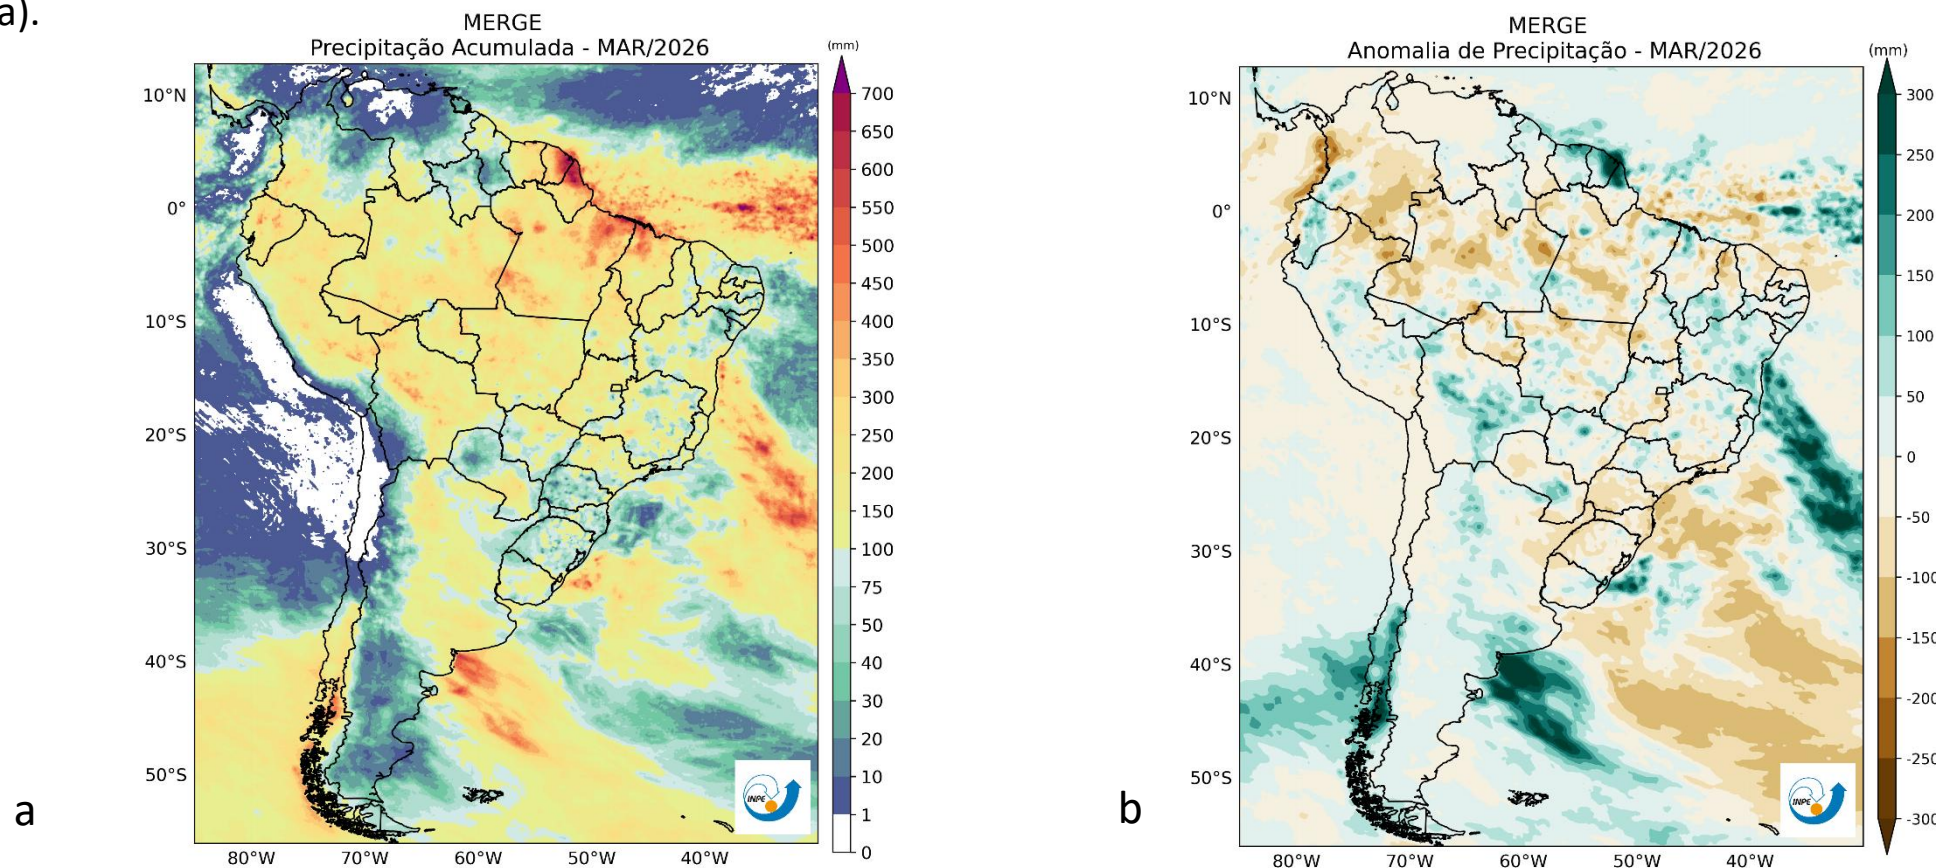 a).
MERGE
Precipitação Acumulada - MAR/2026
(mm)
10°N
0°
10°S
20°S
30°S
40°S
50°S
80°W
70°W
60°W
50°W
40°W
700
650
600
550
500
450
400
350
300
250
200
150
100
75
50
40
30
20
10
1
0
INPE
a
MERGE
Anomalia de Precipitação - MAR/2026
(mm)
10°N
0°
10°S
20°S
30°S
40°S
50°S
80°W
70°W
60°W
50°W
40°W
300
250
200
150
100
50
0
-50
-100
-150
-200
-250
-300
INPE
b